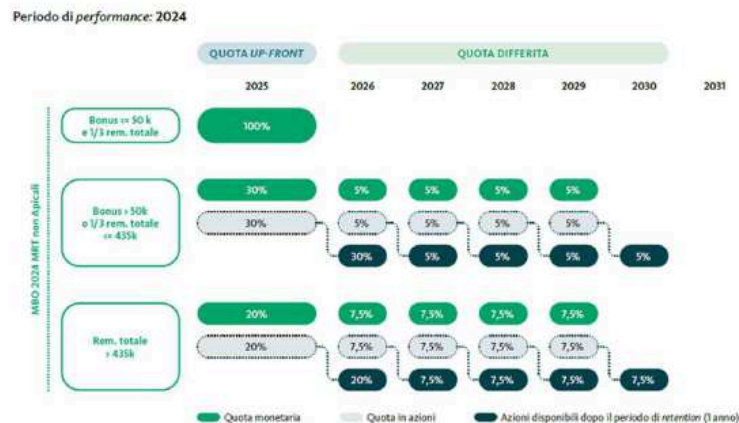 Periodo di performance: 2024
QUOTA UP-FRONT QUOTA DIFFERITA
2025 2026 2027 2028 2029 2030 2031
Bonus <= 50 k
e 1/3 rem. totale
100%
MBO 2024 MRT non Apicali
Bonus > 50k
o 1/3 rem. totale
<= 435k
30% 5% 5% 5% 5%
30% 5% 5% 5% 5%
30% 5% 5% 5% 5%
Rem. totale
> 435k
20% 7,5% 7,5% 7,5% 7,5%
20% 7,5% 7,5% 7,5% 7,5%
20% 7,5% 7,5% 7,5% 7,5%
Quota monetaria Quota in azioni Azioni disponibili dopo il periodo di retention (1 anno)